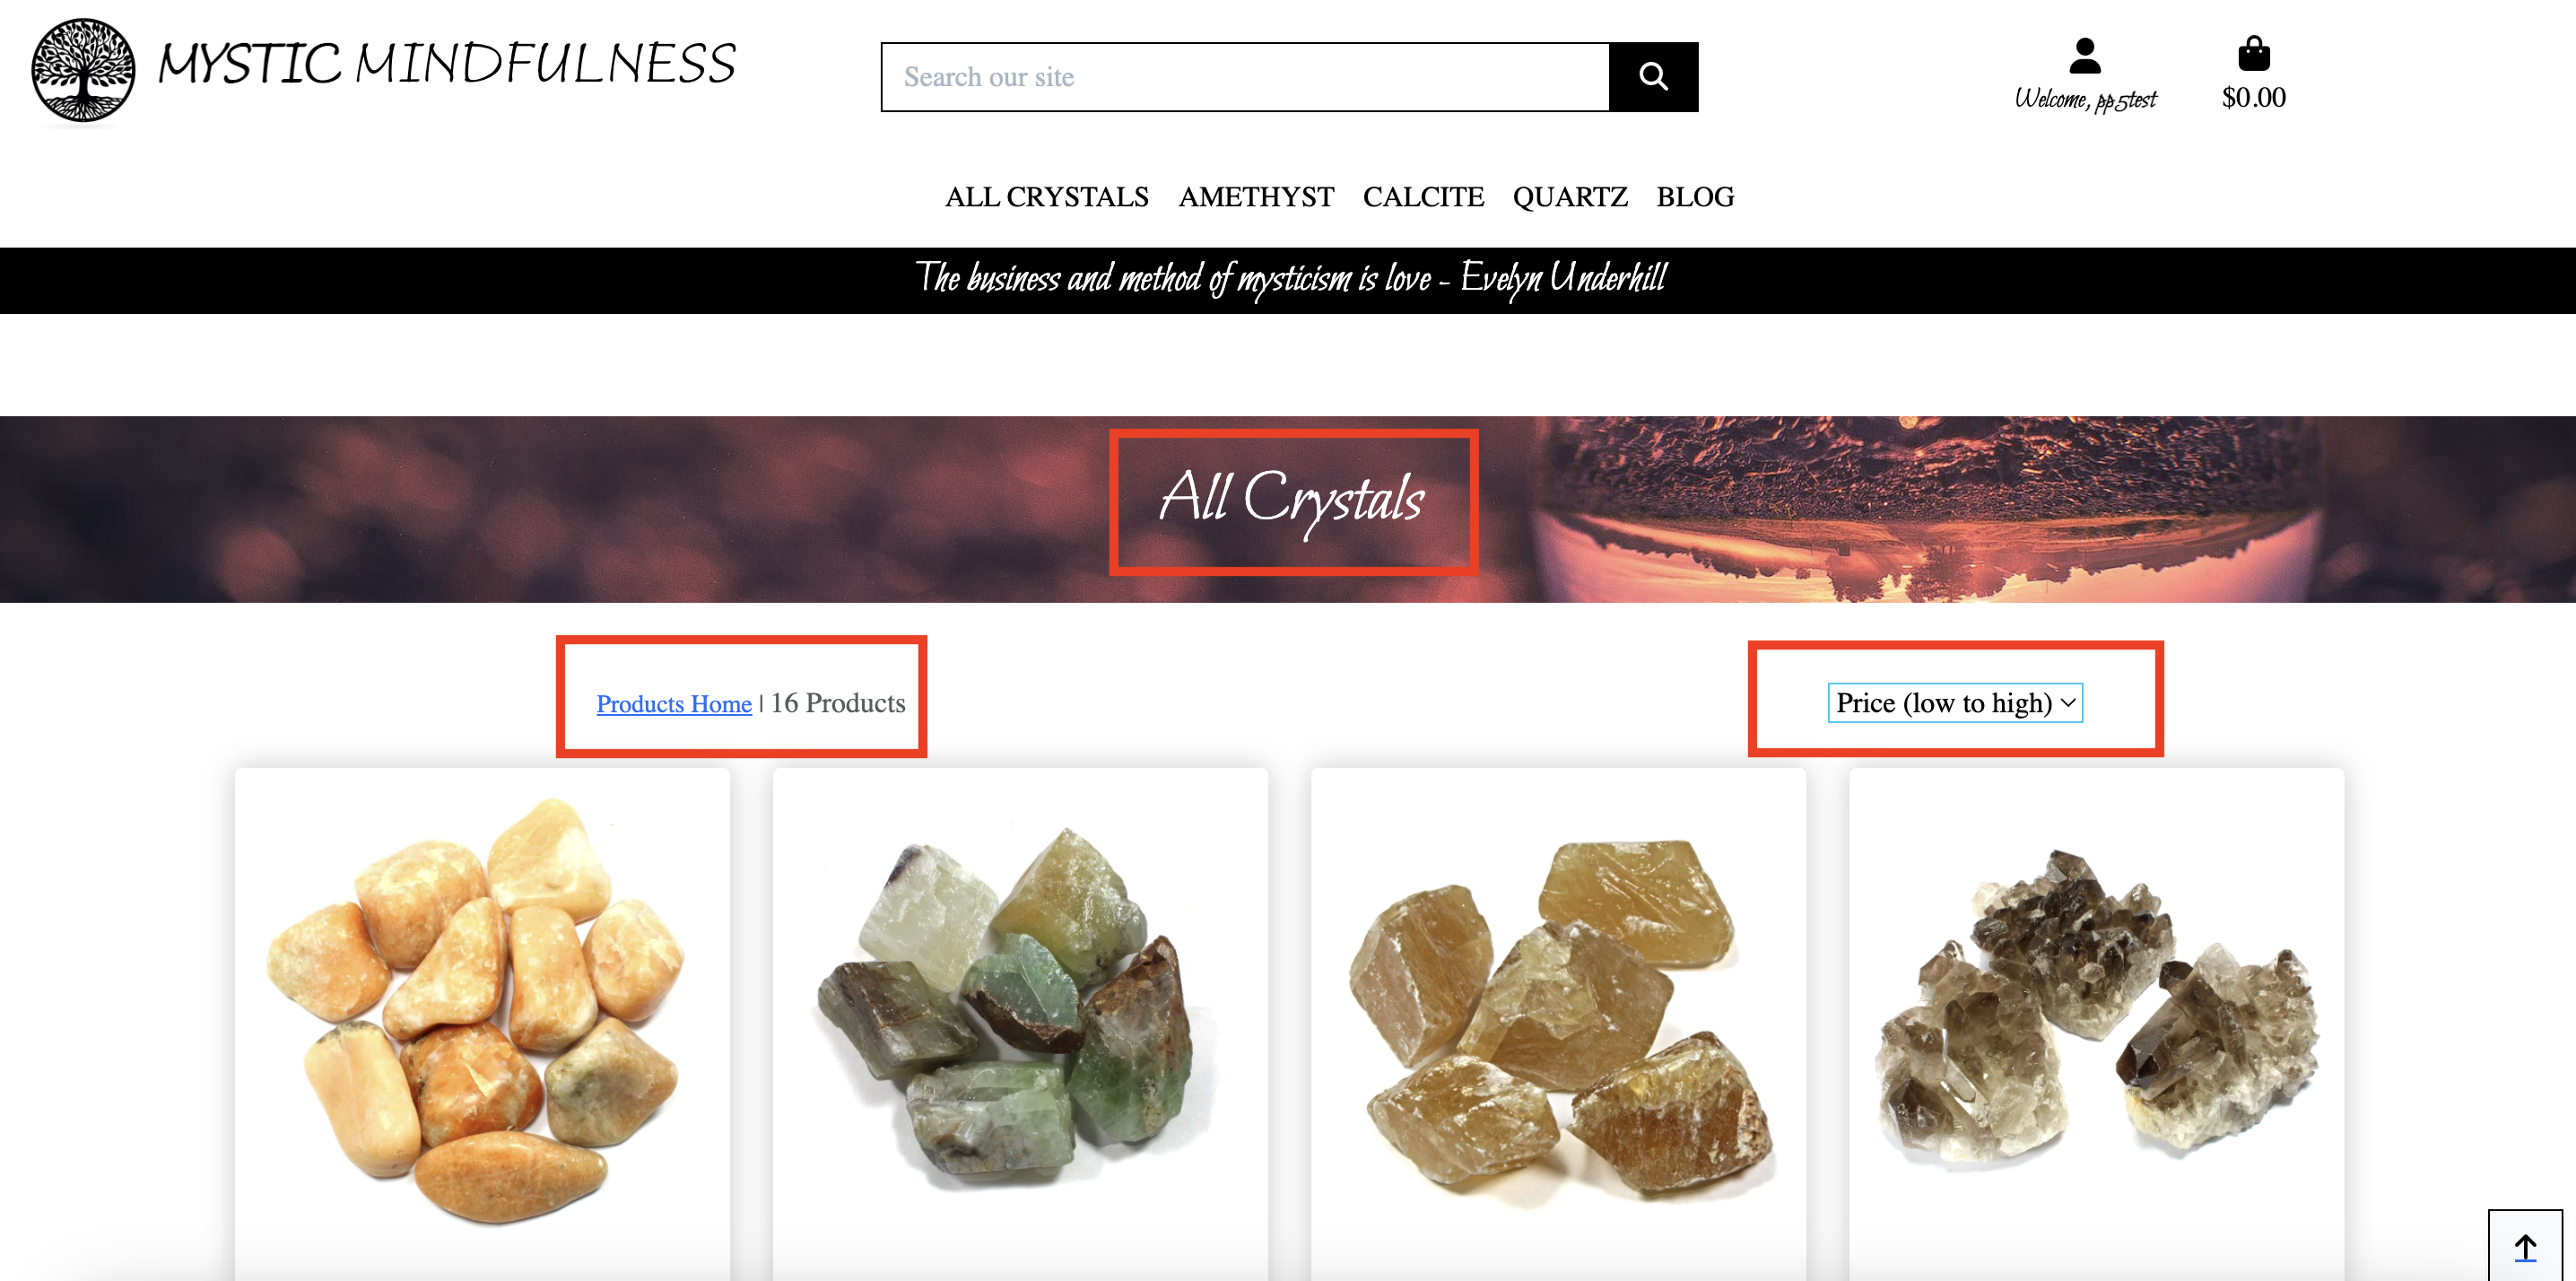 MYSTIC MINDFULNESS
Search our site
Welcome, pp5test
$0.00
ALL CRYSTALS AMETHYST CALCITE QUARTZ BLOG
The business and method of mysticism is love - Evelyn Underhill
All Crystals
Products Home | 16 Products
Price (low to high)